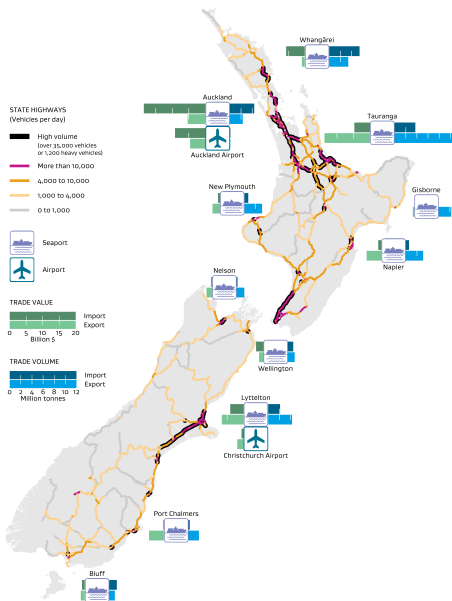 Whangārei
Auckland
Auckland Airport
Tauranga
STATE HIGHWAYS
(Vehicles per day)
High volume
(over 35,000 vehicles
or 1,200 heavy vehicles)
More than 10,000
4,000 to 10,000
1,000 to 4,000
0 to 1,000
New Plymouth
Gisborne
Seaport
Airport
Napier
Nelson
TRADE VALUE
Import
Export
0 5 10 15 20
Billion $
Wellington
TRADE VOLUME
Import
Export
0 2 4 6 8 10 12
Million tonnes
Lyttelton
Christchurch Airport
Port Chalmers
Bluff